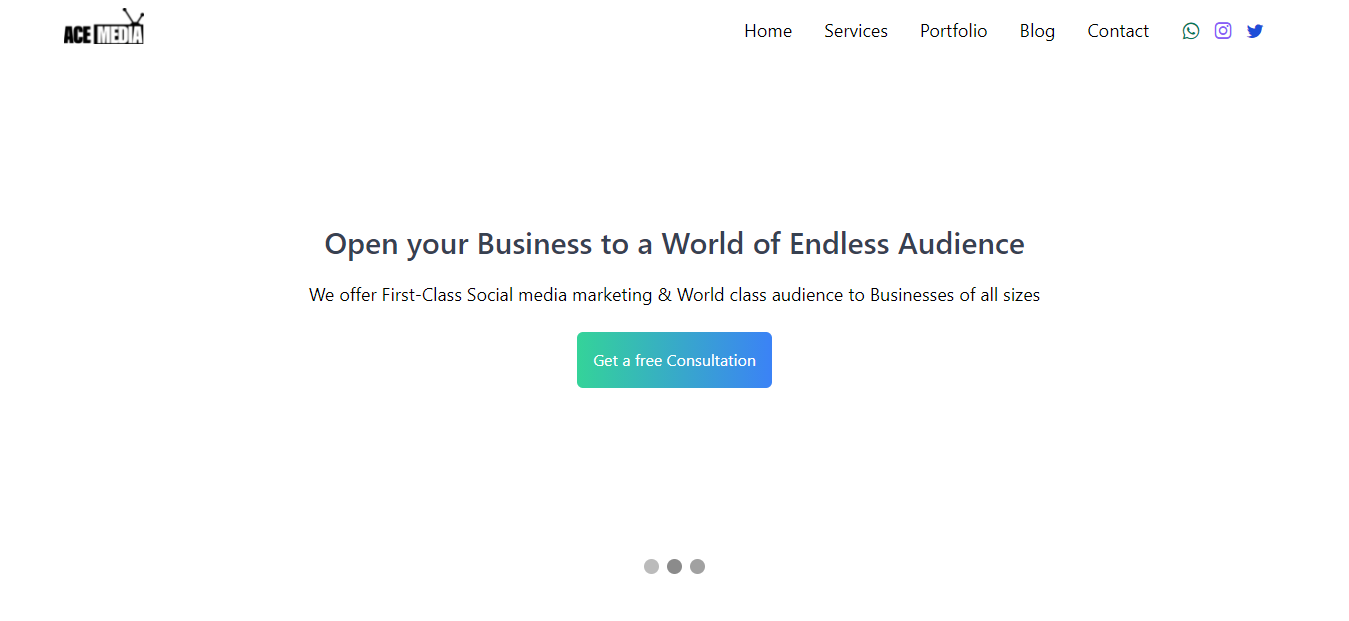 ACE MEDIA
Home Services Portfolio Blog Contact
Open your Business to a World of Endless Audience
We offer First-Class Social media marketing & World class audience to Businesses of all sizes
Get a free Consultation